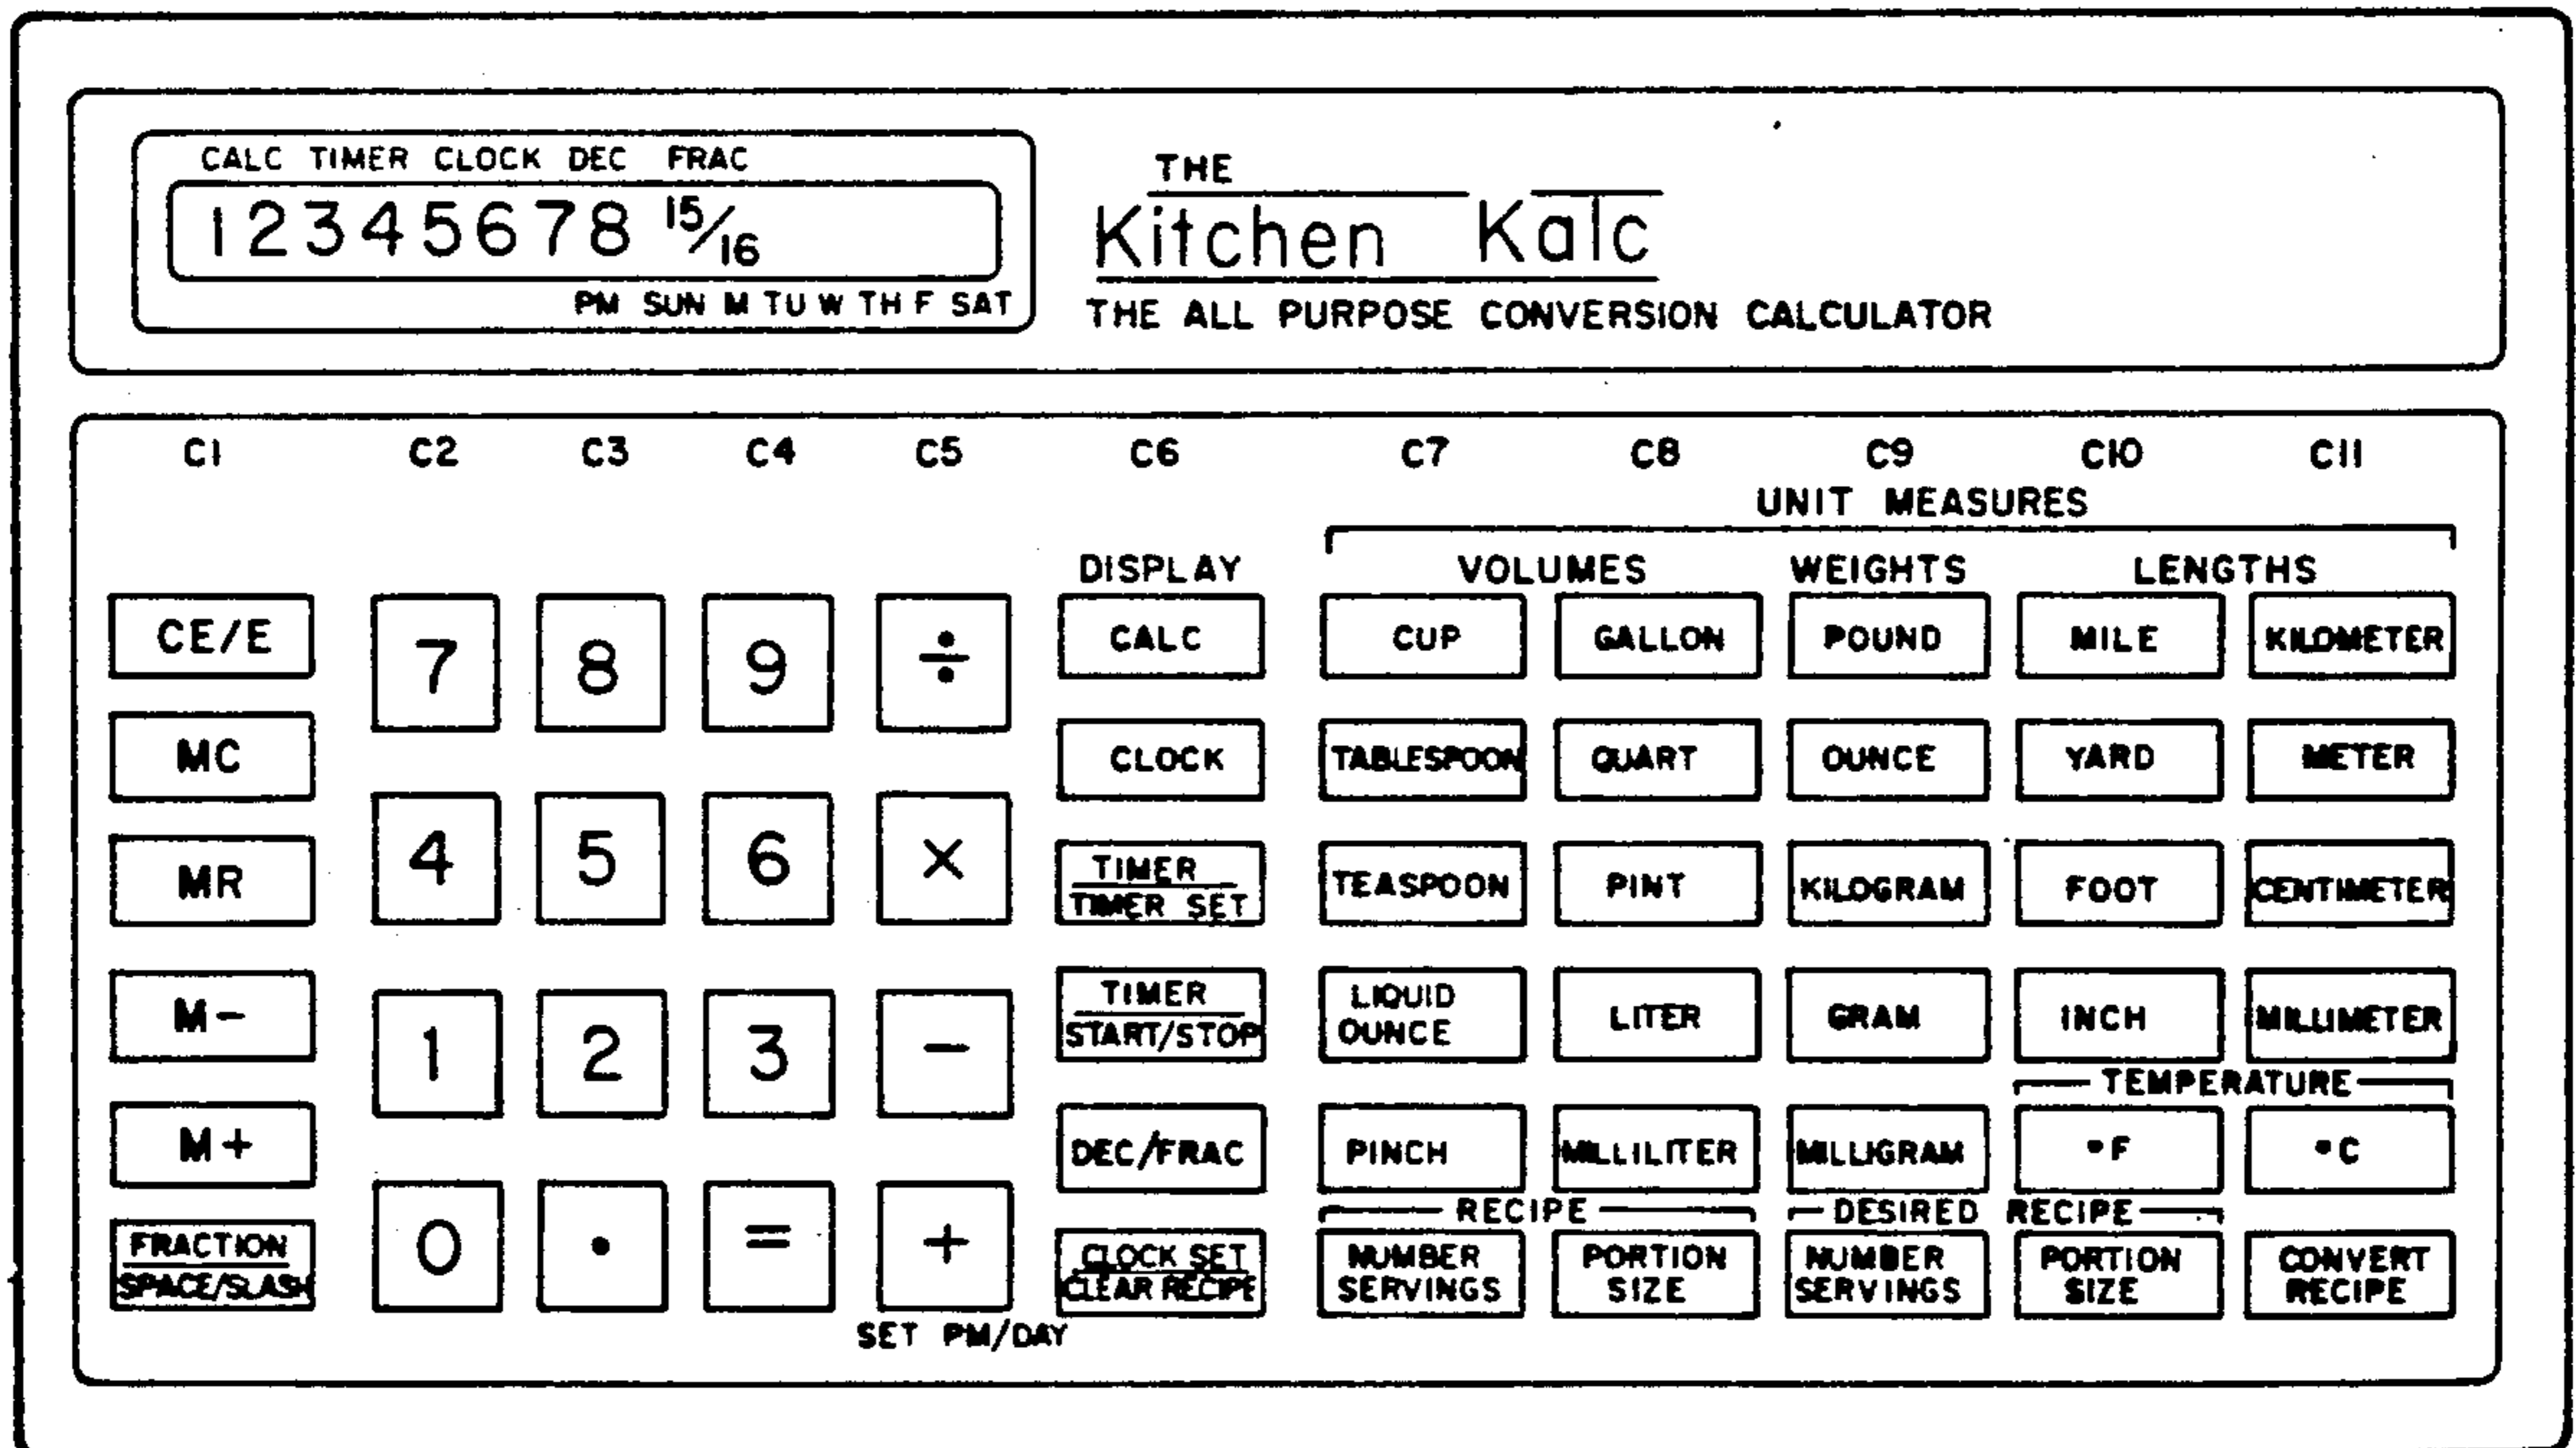 CALC TIMER CLOCK DEC FRAC
12345678 15/16
PM SUN M TU W TH F SAT
THE
Kitchen Kalc
THE ALL PURPOSE CONVERSION CALCULATOR
C1 C2 C3 C4 C5 C6 C7 C8 C9 C10 C11
UNIT MEASURES
DISPLAY VOLUMES WEIGHTS LENGTHS
CE/E 7 8 9 ÷ CALC CUP GALLON POUND MILE KILOMETER
MC CLOCK TABLESPOON QUART OUNCE YARD METER
MR 4 5 6 × TIMER TEASPOON PINT KILOGRAM FOOT CENTIMETER
TIMER SET
M- 1 2 3 - TIMER LIQUID LITER GRAM INCH MILLIMETER
START/STOP OUNCE
TEMPERATURE
M+ DEC/FRAC PINCH MILLILITER MILLIGRAM °F °C
RECIPE DESIRED RECIPE
FRACTION 0 . = + CLOCK SET NUMBER PORTION NUMBER PORTION CONVERT
SPACE/SLASH CLEAR RECIPE SERVINGS SIZE SERVINGS SIZE RECIPE
SET PM/DAY